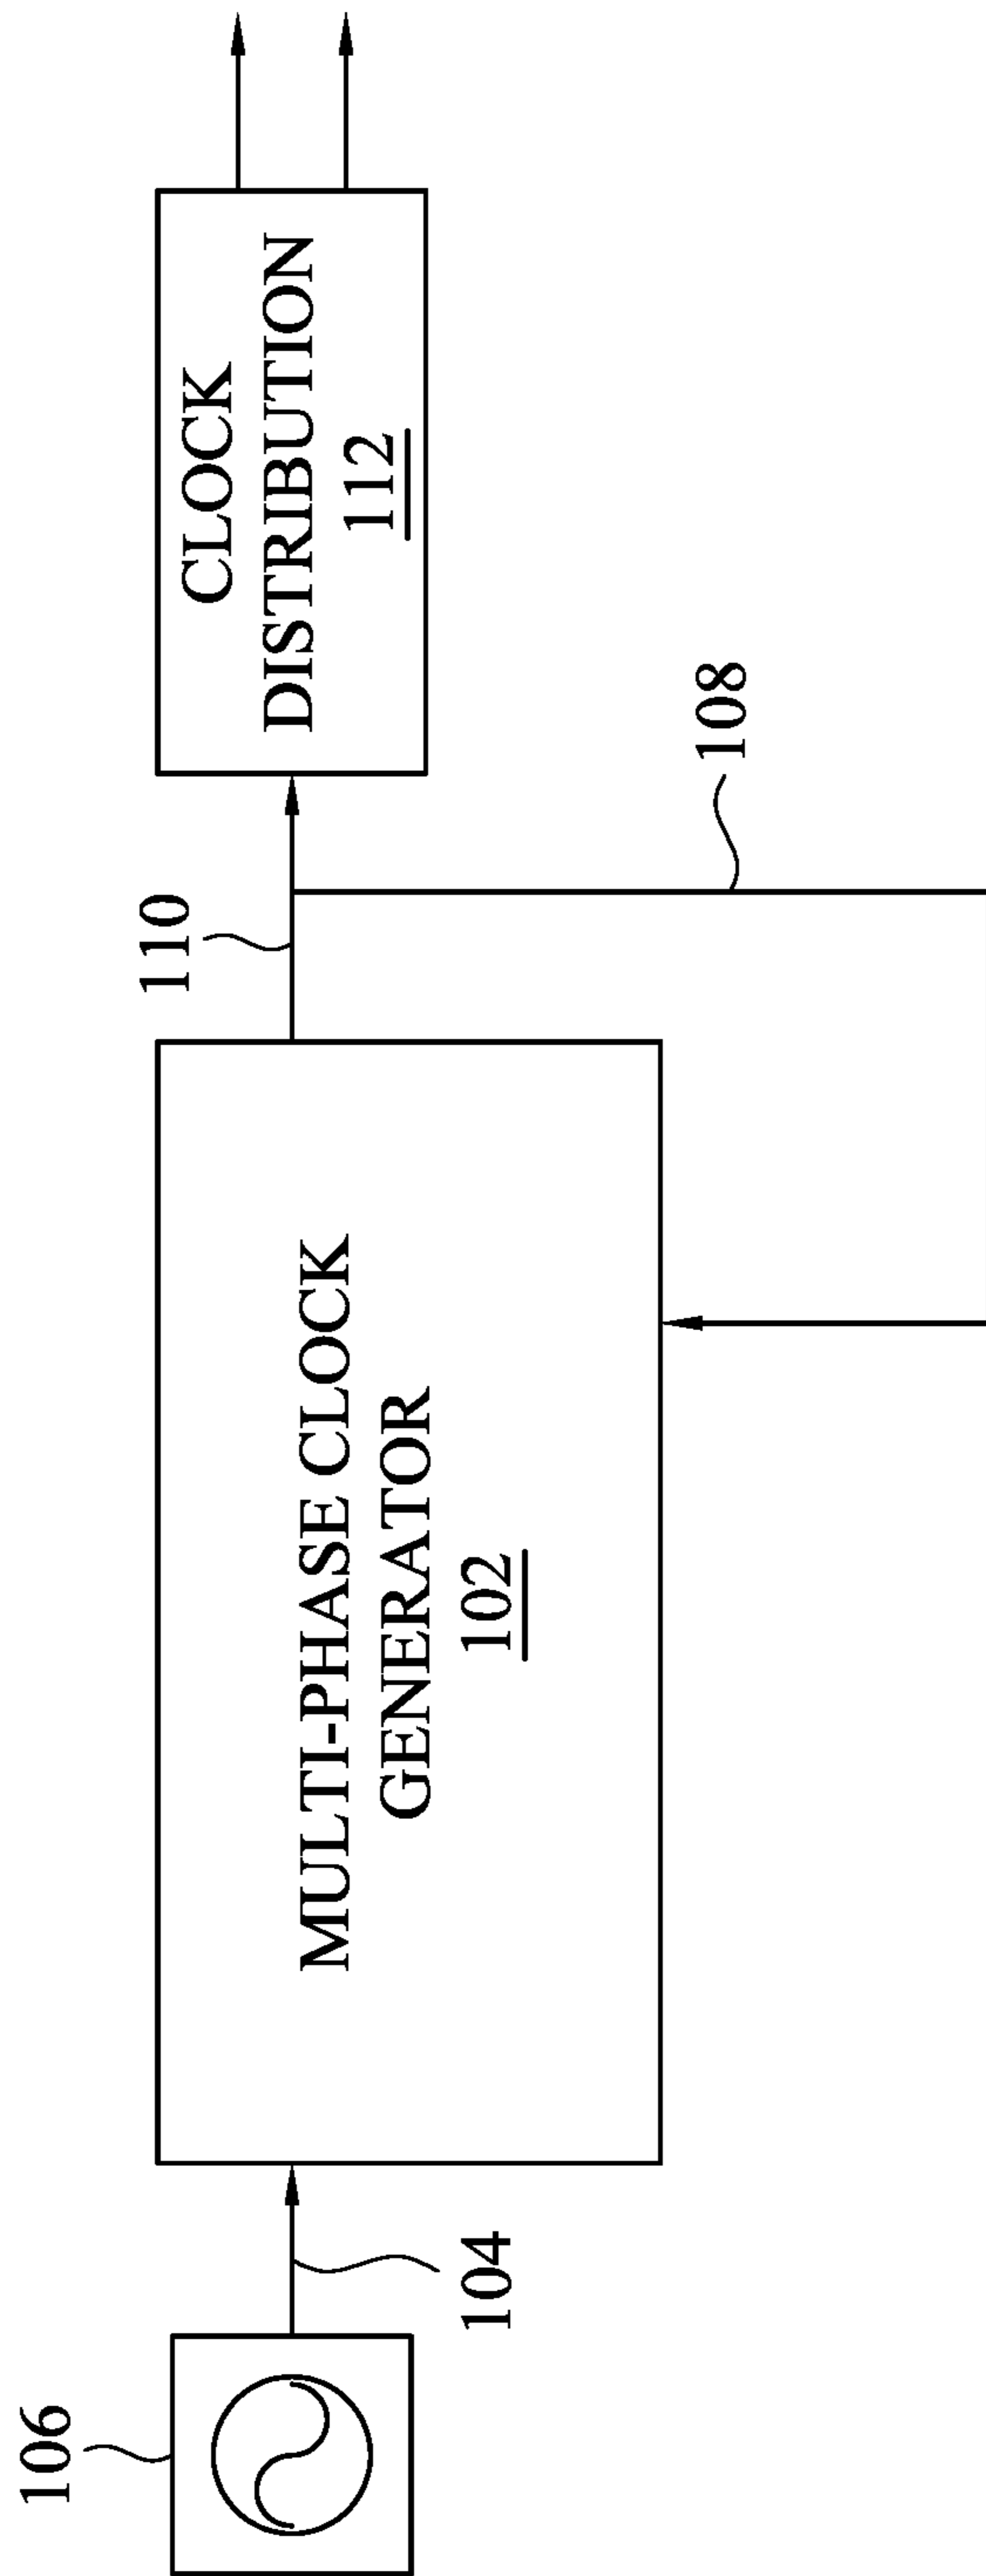 106
104
MULTI-PHASE CLOCK
GENERATOR
102
110
108
CLOCK
DISTRIBUTION
112